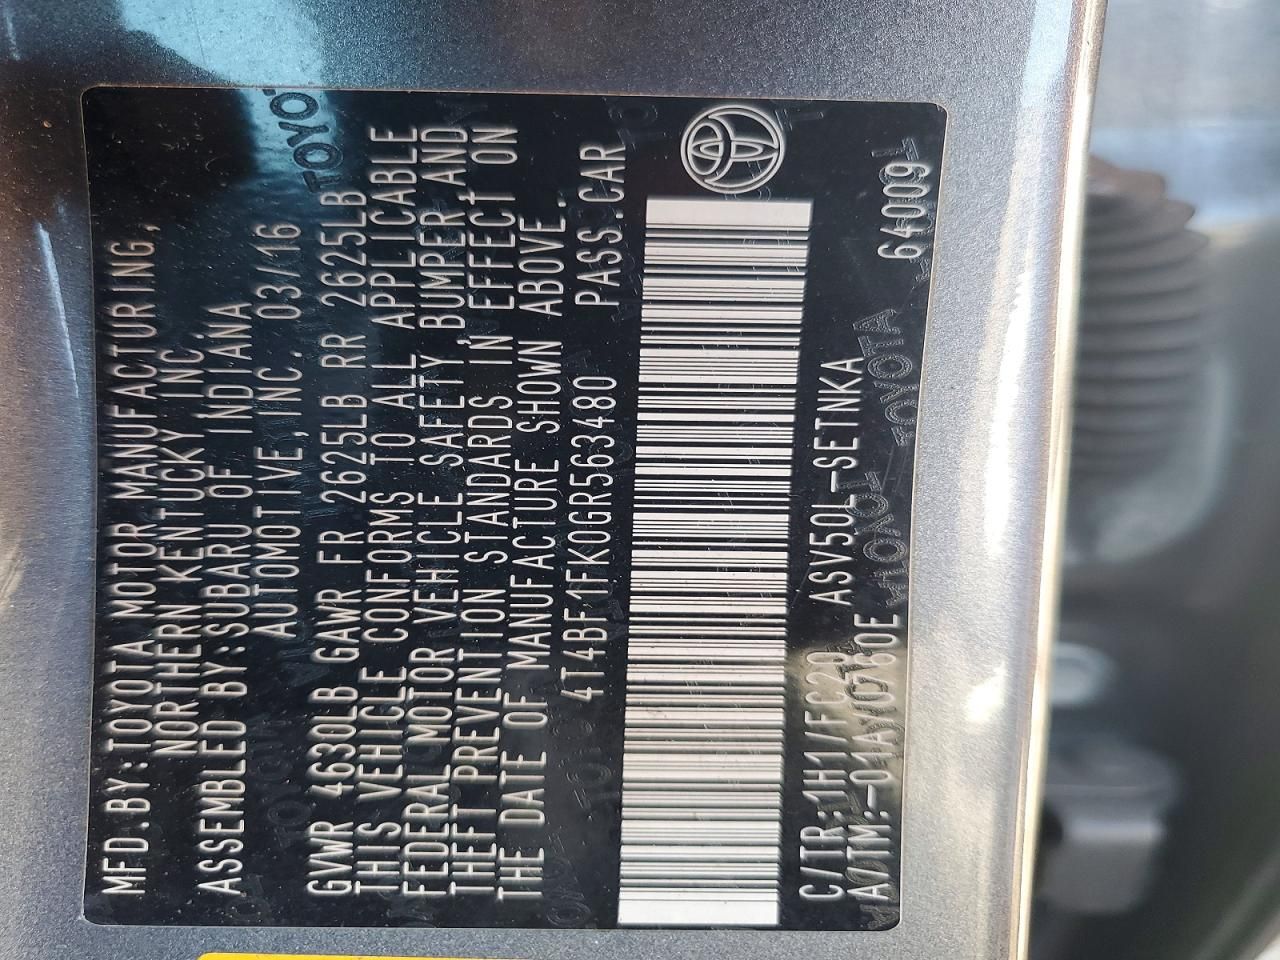 MFD.BY:TOYOTA MOTOR MANUFACTURING,
NORTHERN KENTUCKY INC
ASSEMBLED BY:SUBARU OF INDIANA
AUTOMOTIVE,INC. 03/16
GVWR 4630LB GAWR FR 2625LB RR 2625LB
THIS VEHICLE CONFORMS TO ALL APPLICABLE
FEDERAL MOTOR VEHICLE SAFETY,BUMPER AND
THEFT PREVENTION STANDARDS IN EFFECT ON
THE DATE OF MANUFACTURE SHOWN ABOVE.
4T4BF1FK0GR563480 PASS.CAR
C/TR:1H1/FC20 ASV50L-SETNKA
A/TM:-01A/ 64009